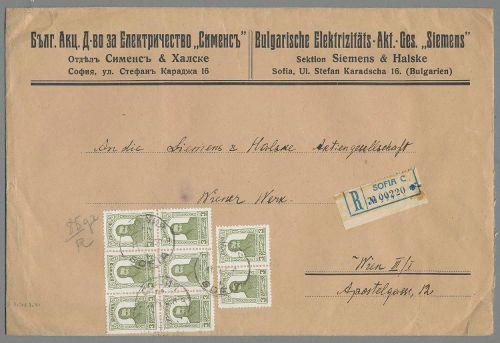 Бълг. Акц. Д-во за Електричество „Сименсъ"
Отдѣлъ Сименсъ & Халске
София, ул. Стефанъ Караджа 16
Bulgarische Elektrizitäts-Akt.-Ges. „Siemens"
Sektion Siemens & Halske
Sofia, Ul. Stefan Karadscha 16. (Bulgarien)
An die Siemens & Halske Aktiengesellschaft
Wiener Werk.
SOFIA C
R № 09220
R
Wien III/1
Apostelgasse, 12